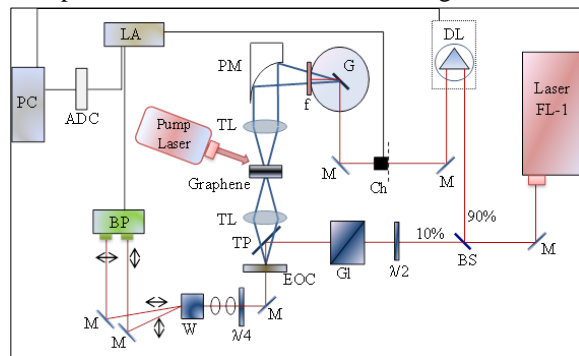 LA
DL
PM
G
Laser
FL-1
PC
ADC
f
TL
Pump
Laser
M
Ch
M
Graphene
BP
TL
90%
TP
10%
M
BS
EOC
Gl
λ/2
M
W
λ/4
M
M